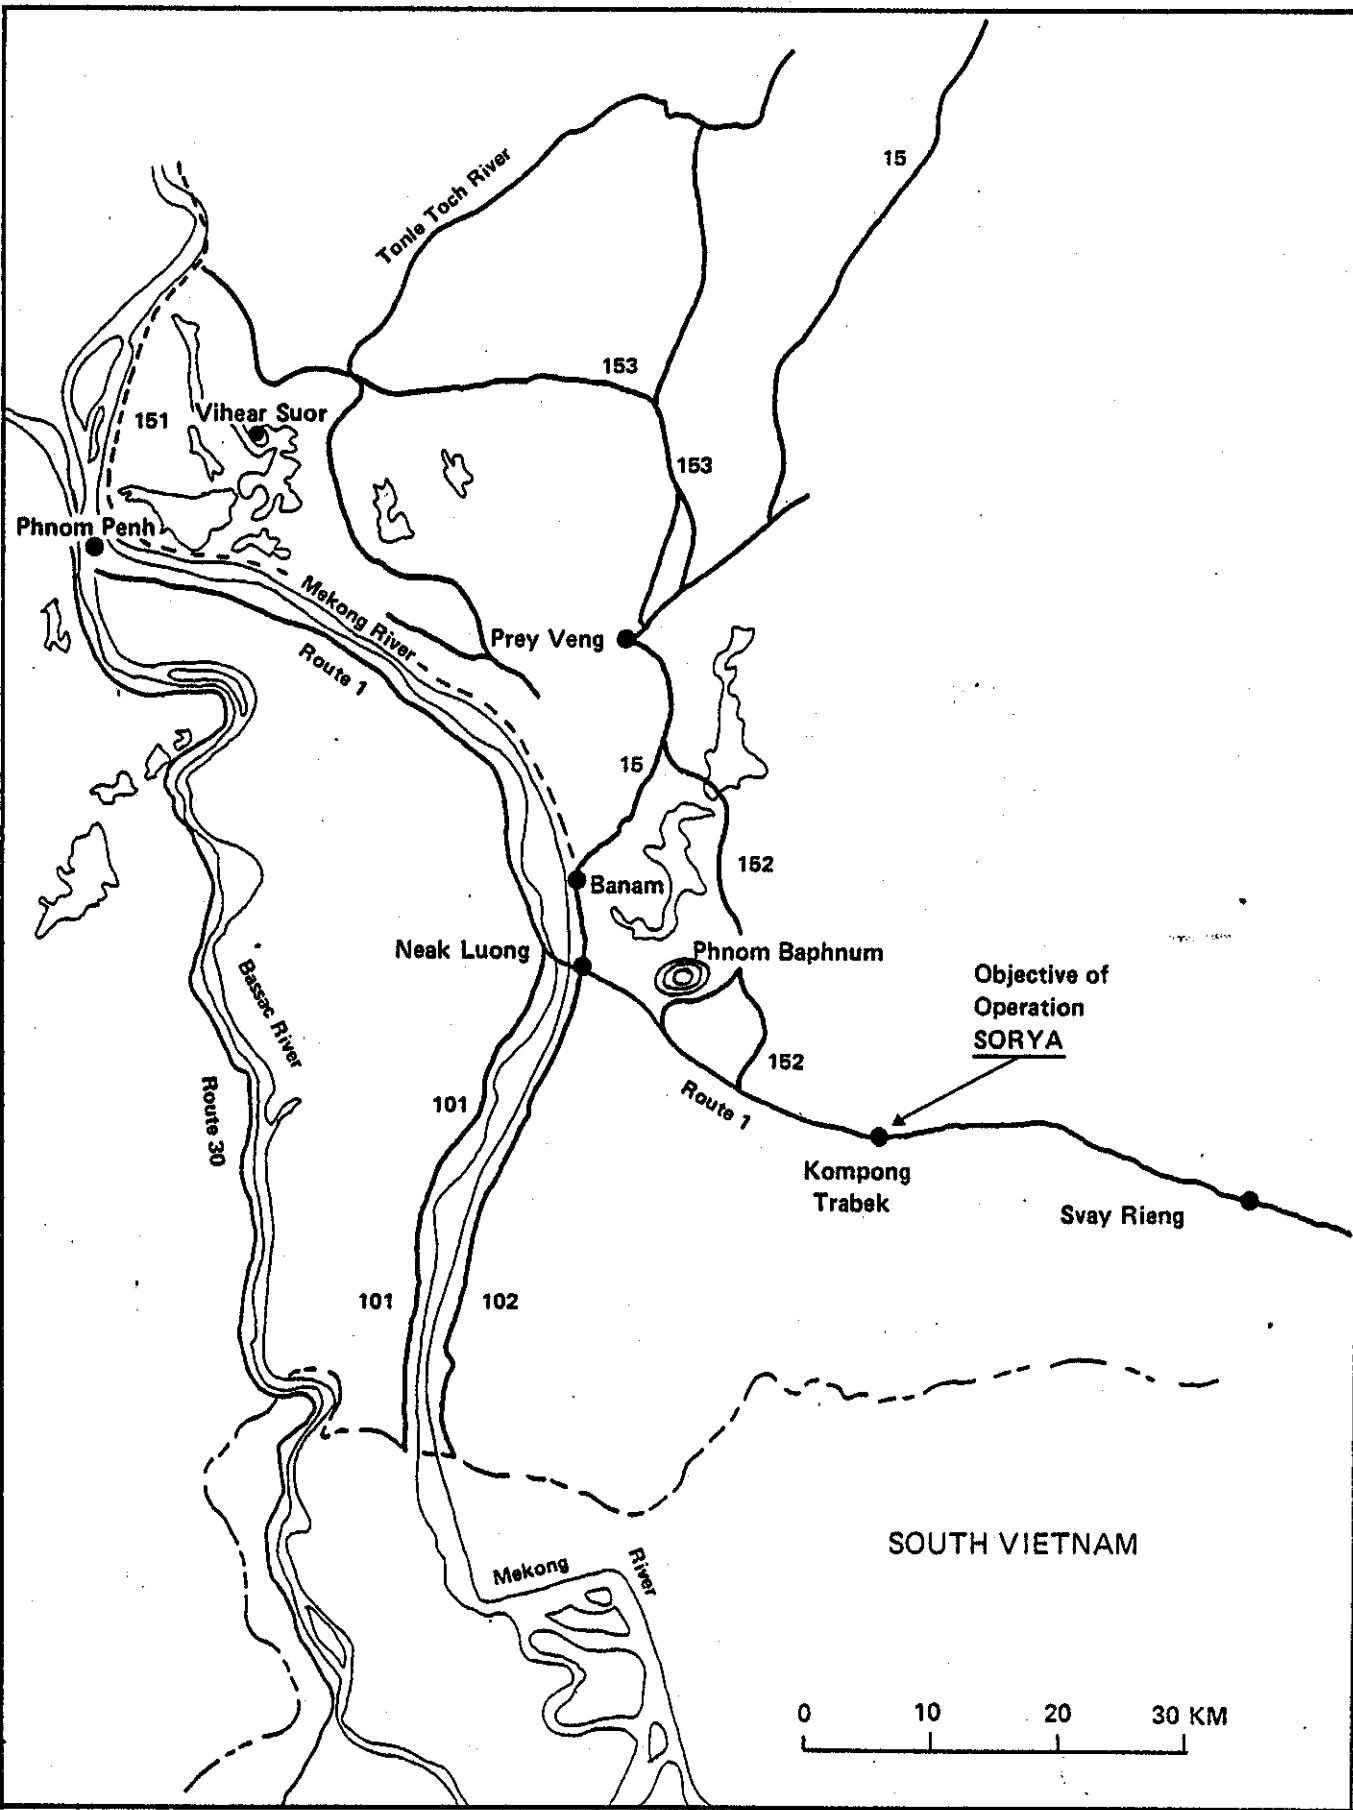 15
Tonle Toch River
153
151
Vihear Suor
153
Phnom Penh
Mekong River
Prey Veng
Route 1
15
152
Banam
Neak Luong
Phnom Baphnum
Objective of
Operation
SORYA
Bassac River
Route 30
152
101
Route 1
Kompong
Trabek
Svay Rieng
101
102
SOUTH VIETNAM
Mekong River
0 10 20 30 KM